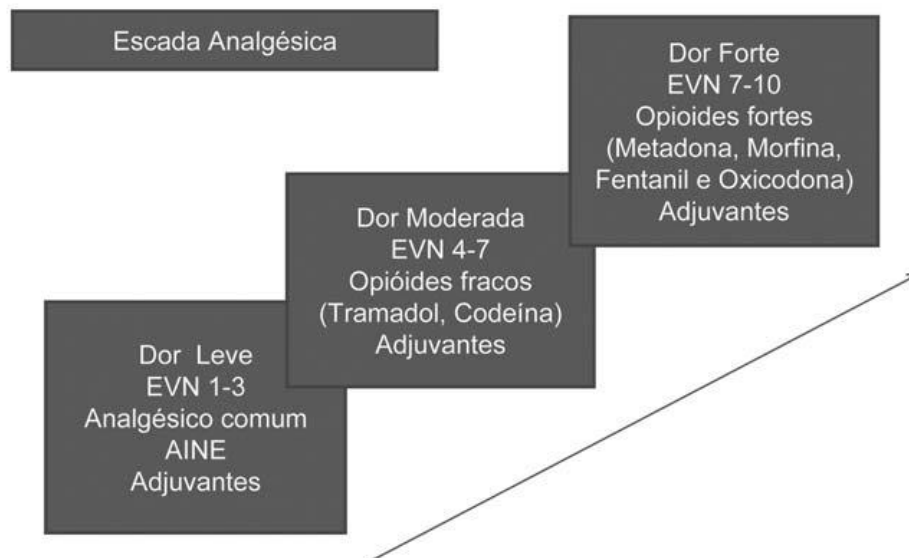 Escada Analgésica
Dor Forte
EVN 7-10
Opioides fortes
(Metadona, Morfina,
Fentanil e Oxicodona)
Adjuvantes
Dor Moderada
EVN 4-7
Opióides fracos
(Tramadol, Codeína)
Adjuvantes
Dor Leve
EVN 1-3
Analgésico comum
AINE
Adjuvantes